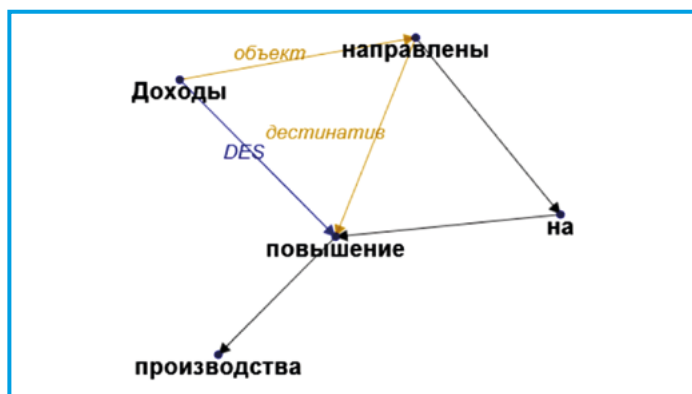 объект
направлены
Доходы
дестинатив
DES
на
повышение
производства